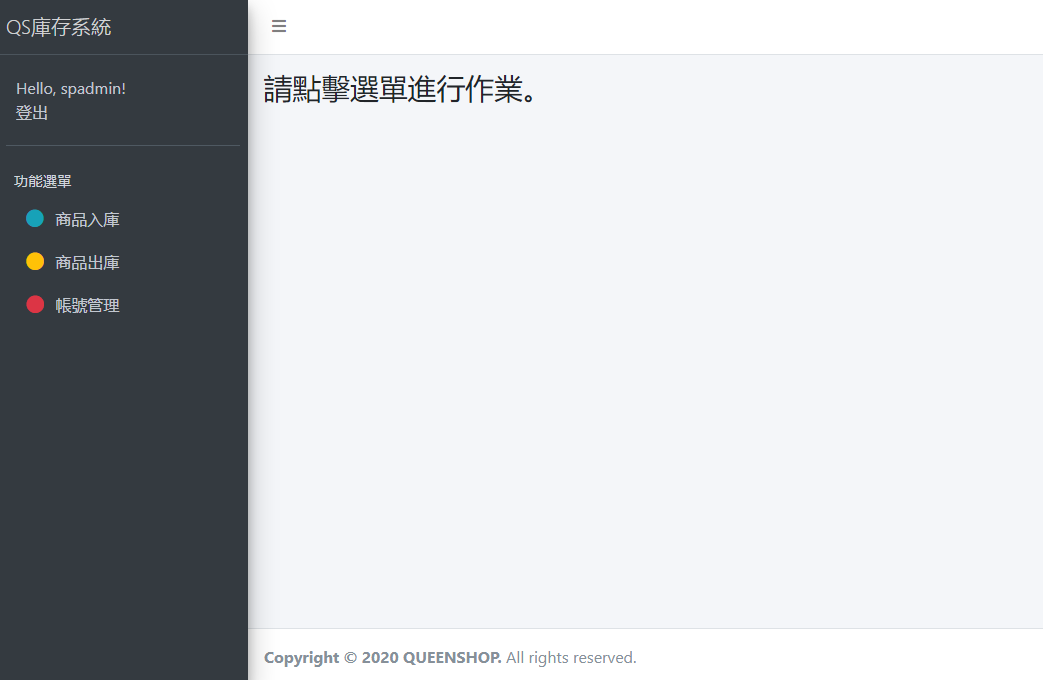 QS庫存系統
Hello, spadmin!
登出
功能選單
商品入庫
商品出庫
帳號管理
請點擊選單進行作業。
Copyright © 2020 QUEENSHOP. All rights reserved.